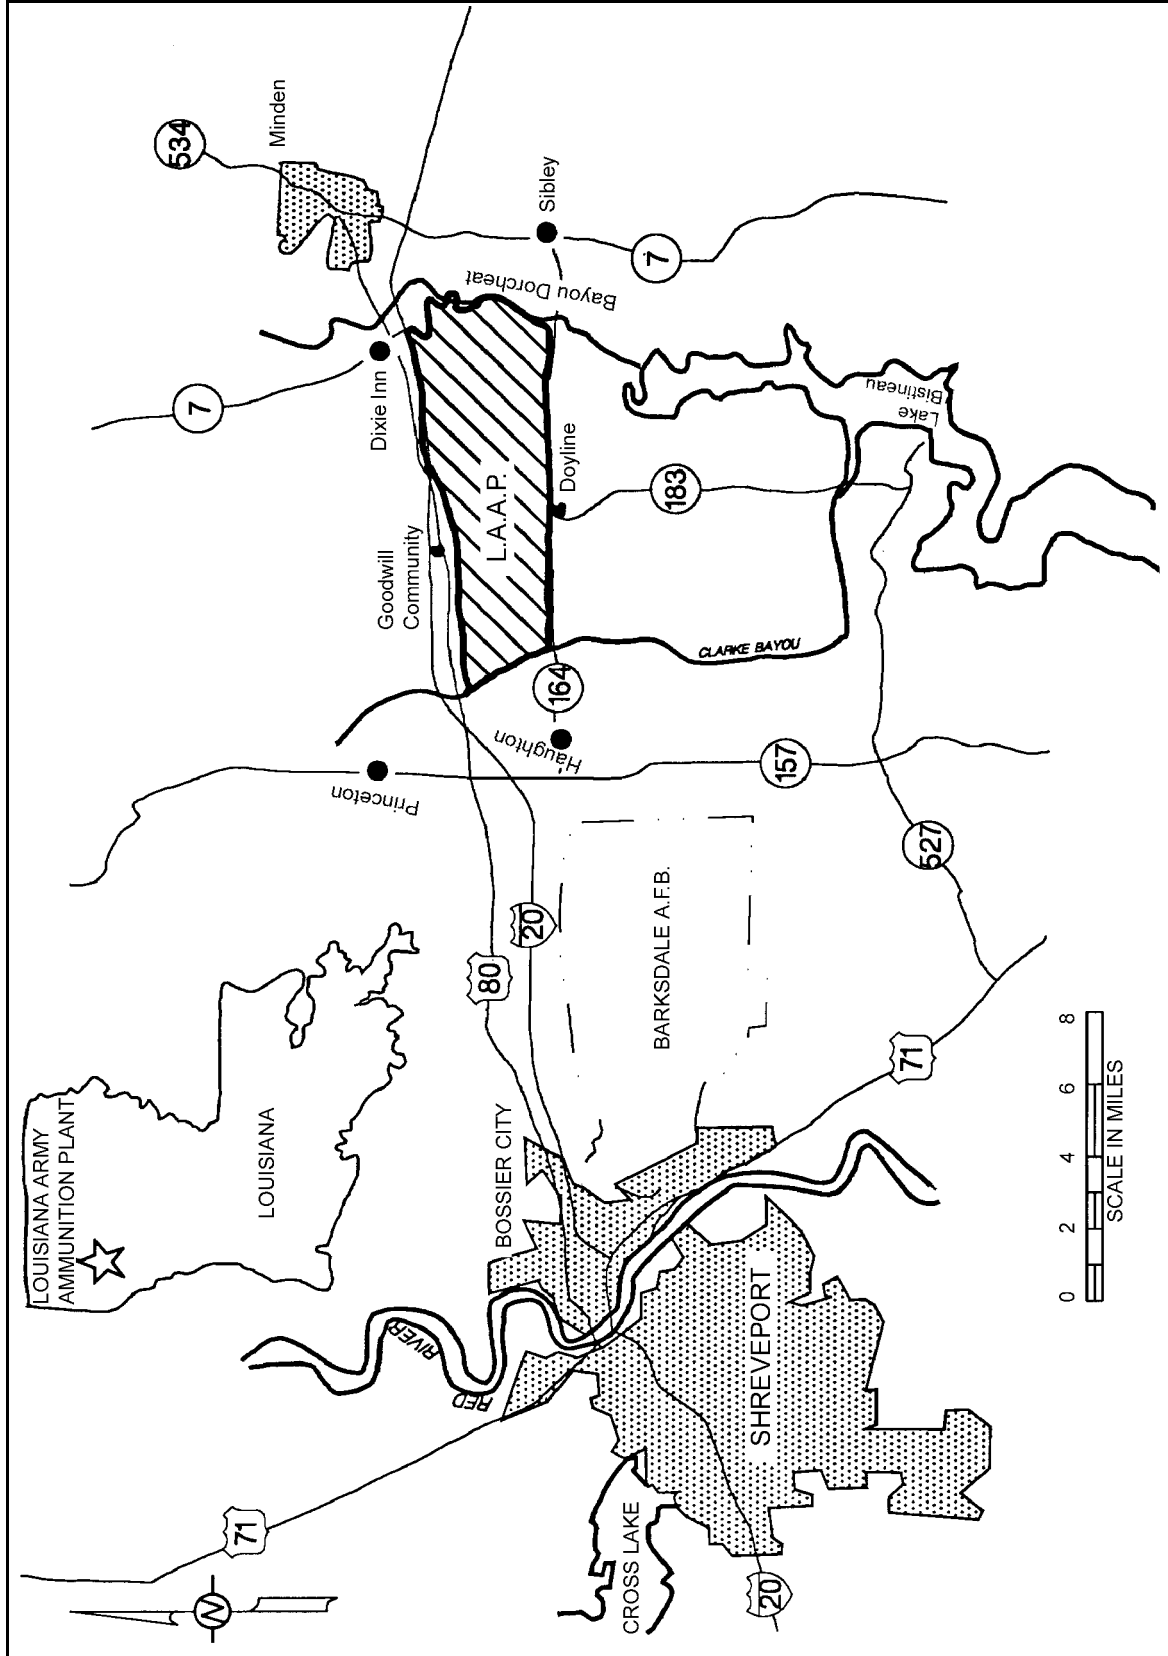 LOUISIANA ARMY
AMMUNITION PLANT
LOUISIANA
N
71
RED
RIVER
BOSSIER CITY
CROSS LAKE
20
SHREVEPORT
80
20
71
BARKSDALE A.F.B.
Princeton
Haughton
164
157
527
Goodwill
Community
Dixie Inn
7
L.A.A.P.
Doyline
183
CLARKE BAYOU
Lake
Bistineau
Bayou Dorcheat
534
Minden
Sibley
7
0 2 4 6 8
SCALE IN MILES